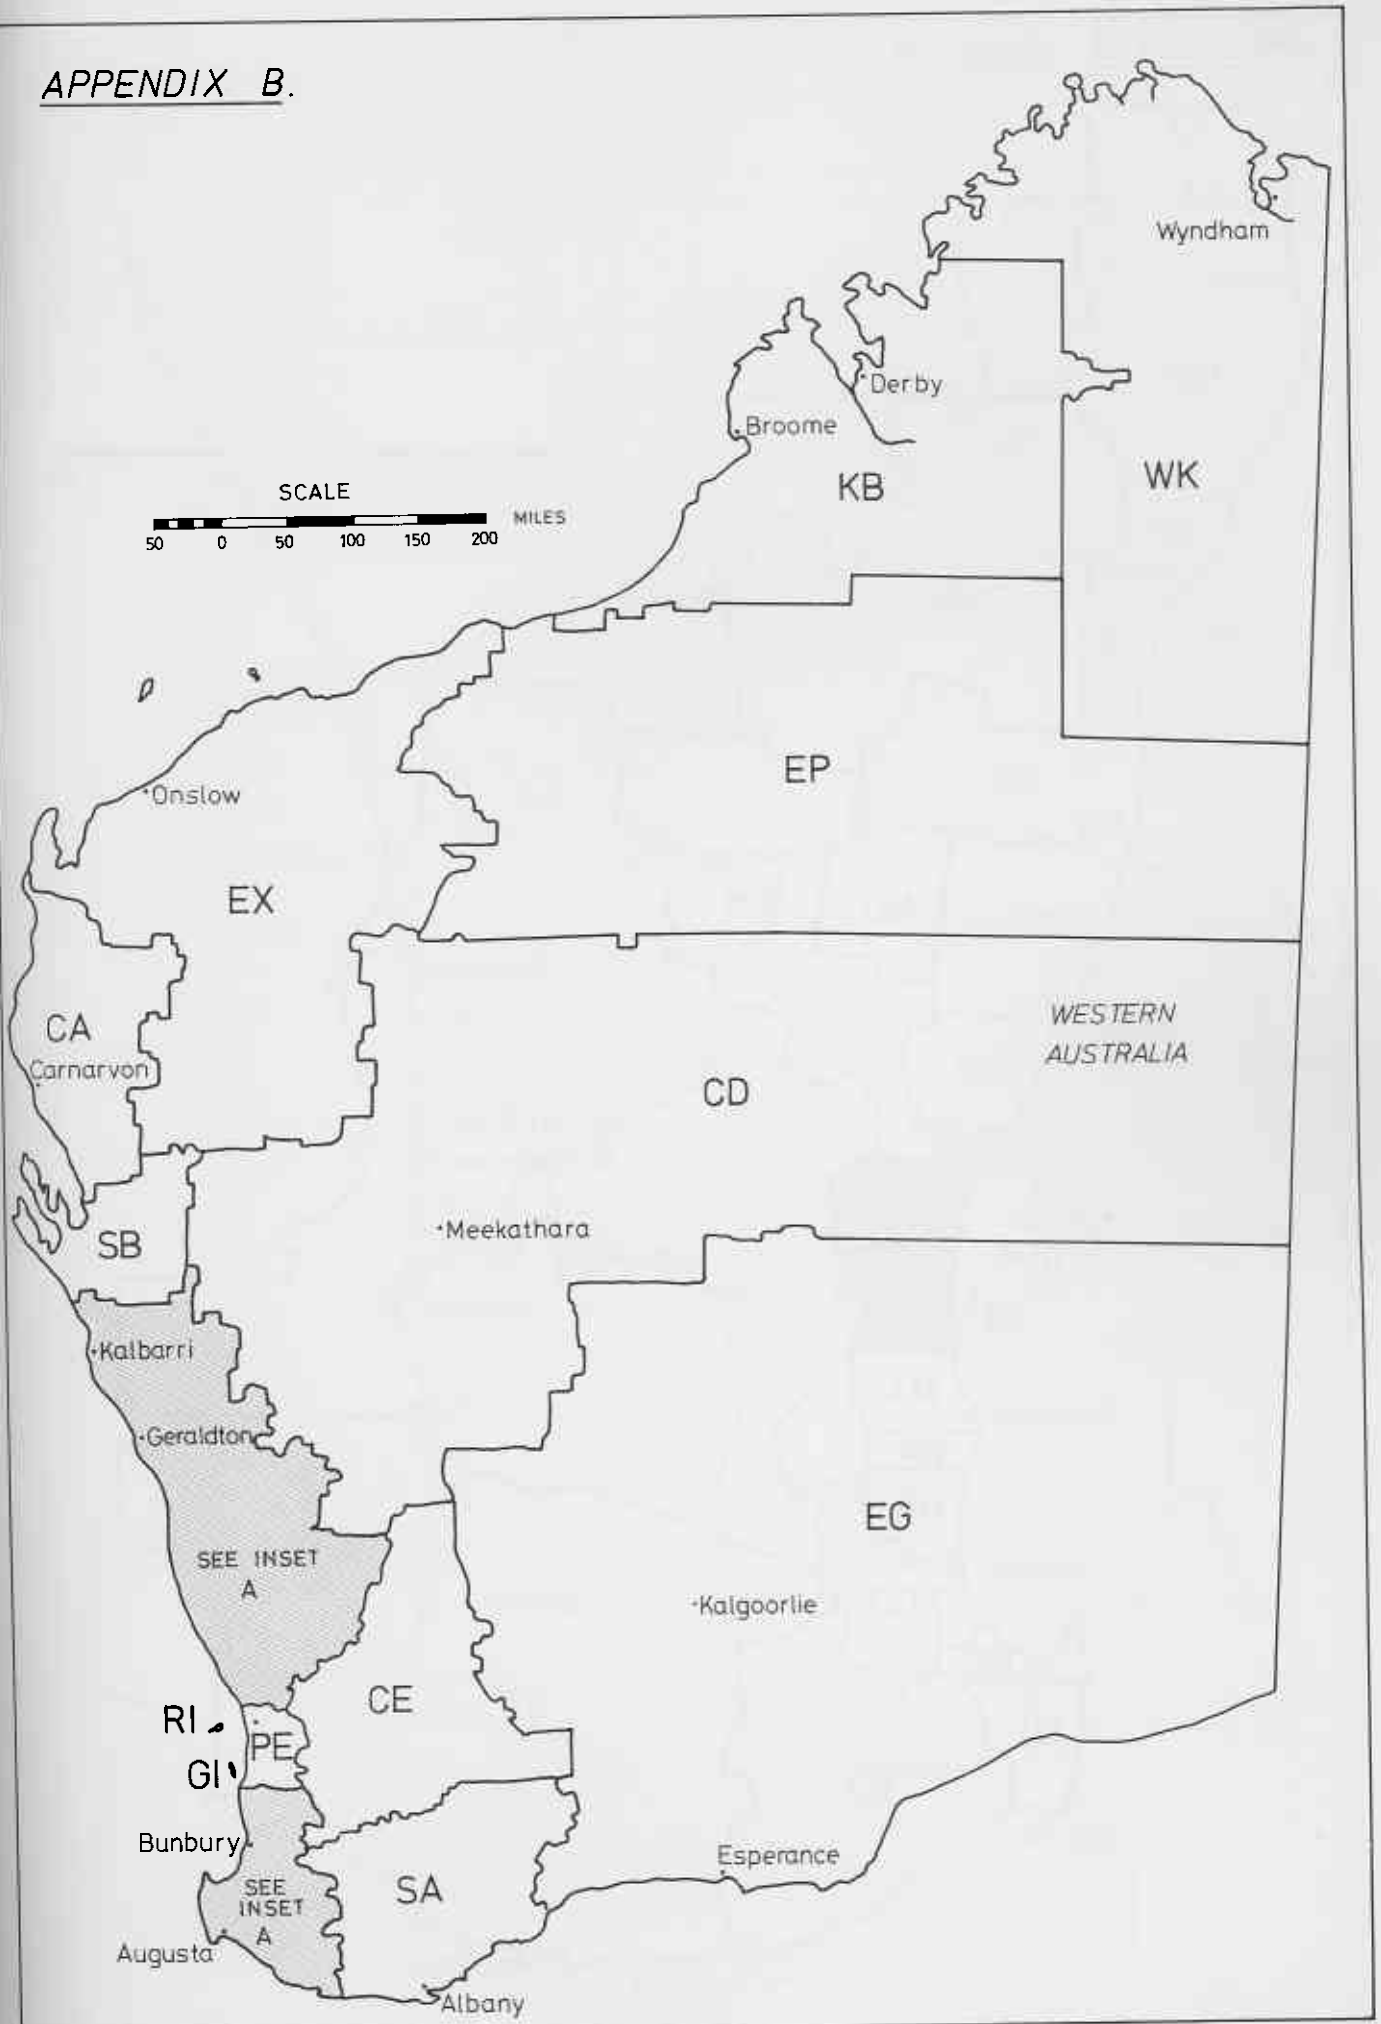 APPENDIX B.
Wyndham
Derby
Broome
KB
WK
SCALE
MILES
50 0 50 100 150 200
EP
Onslow
EX
WESTERN
AUSTRALIA
CA
Carnarvon
CD
Meekathara
SB
Kalbarri
Geraldton
EG
SEE INSET
A
Kalgoorlie
CE
RI
PE
GI
Bunbury
Esperance
SA
SEE
INSET
A
Augusta
Albany